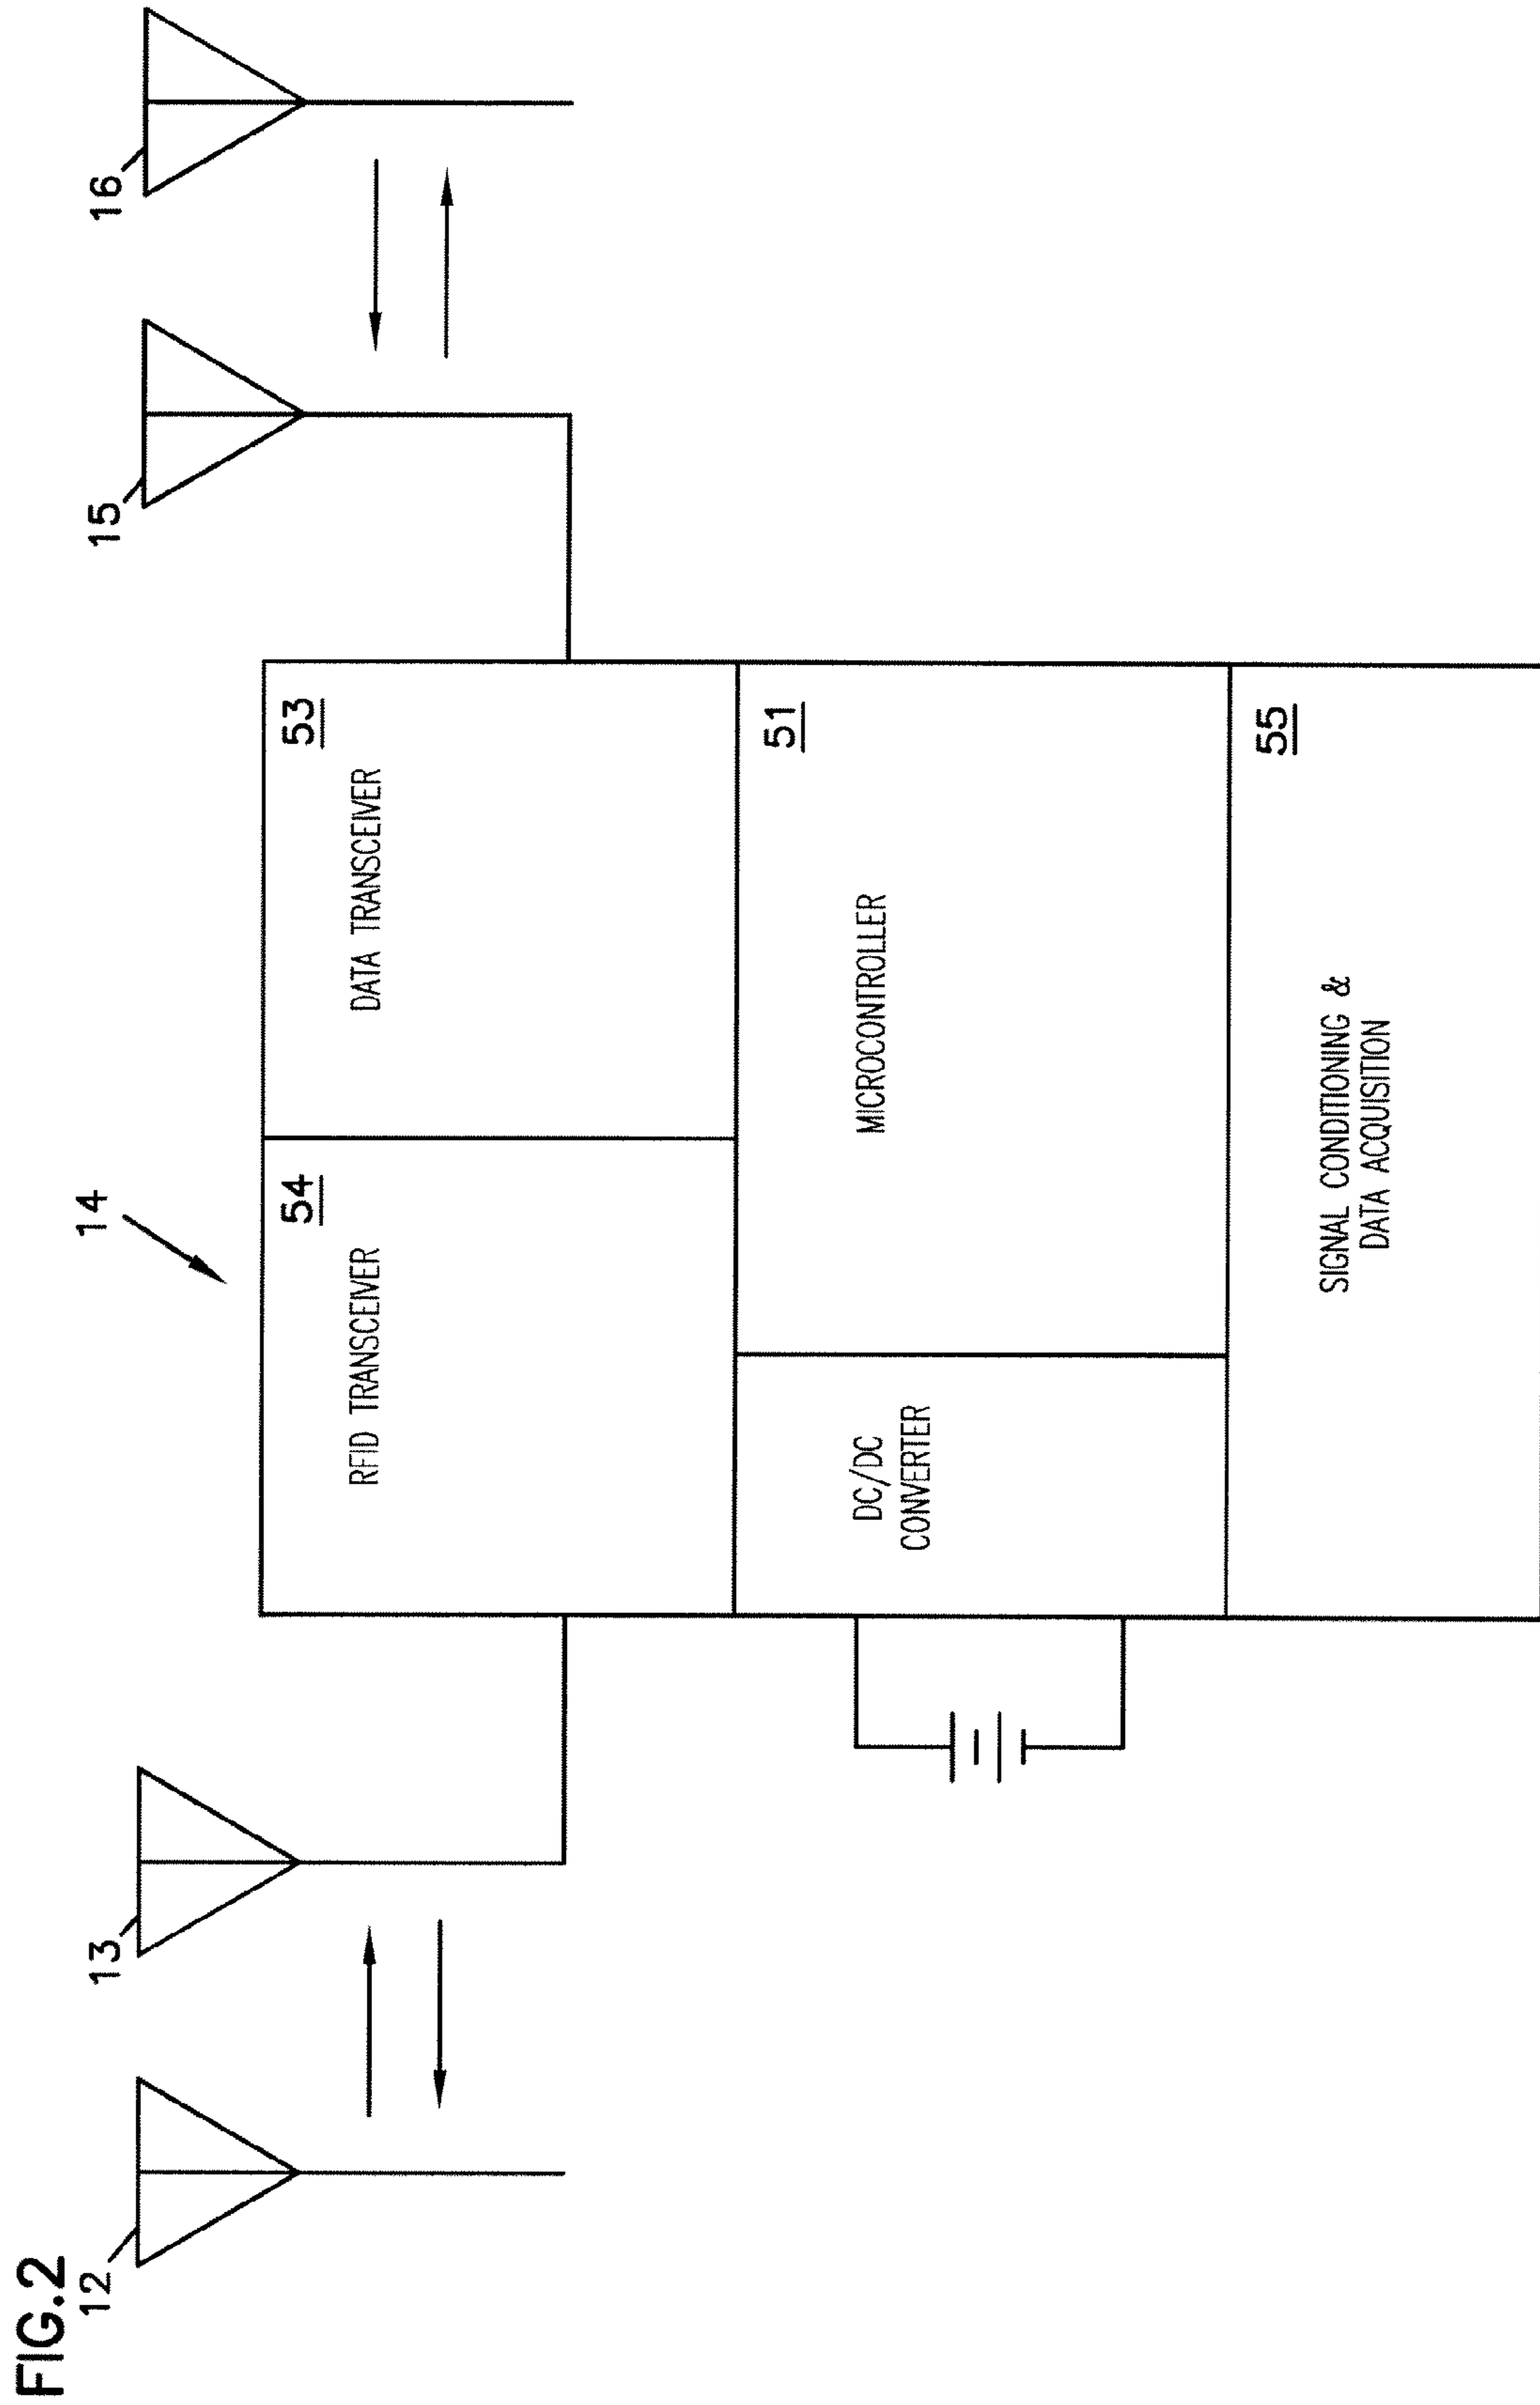 FIG.2
12
13
14
15
16
54
RFID TRANSCEIVER
53
DATA TRANSCEIVER
DC/DC
CONVERTER
51
MICROCONTROLLER
55
SIGNAL CONDITIONING &
DATA ACQUISITION